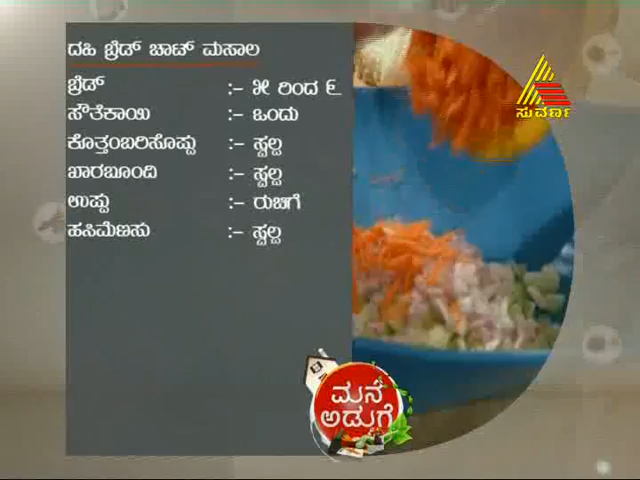 ದಹಿ ಬ್ರೆಡ್ ಚಾಟ್ ಮಸಾಲ
ಬ್ರೆಡ್ :- ೫ ರಿಂದ ೬
ಸೌತೆಕಾಯಿ :- ಒಂದು
ಕೊತ್ತಂಬರಿಸೊಪ್ಪು :- ಸ್ವಲ್ಪ
ಖಾರಬೂಂದಿ :- ಸ್ವಲ್ಪ
ಉಪ್ಪು :- ರುಚಿಗೆ
ಹಸಿಮೆಣಸು :- ಸ್ವಲ್ಪ
ಸುವರ್ಣ
ಮನೆ
ಅಡುಗೆ